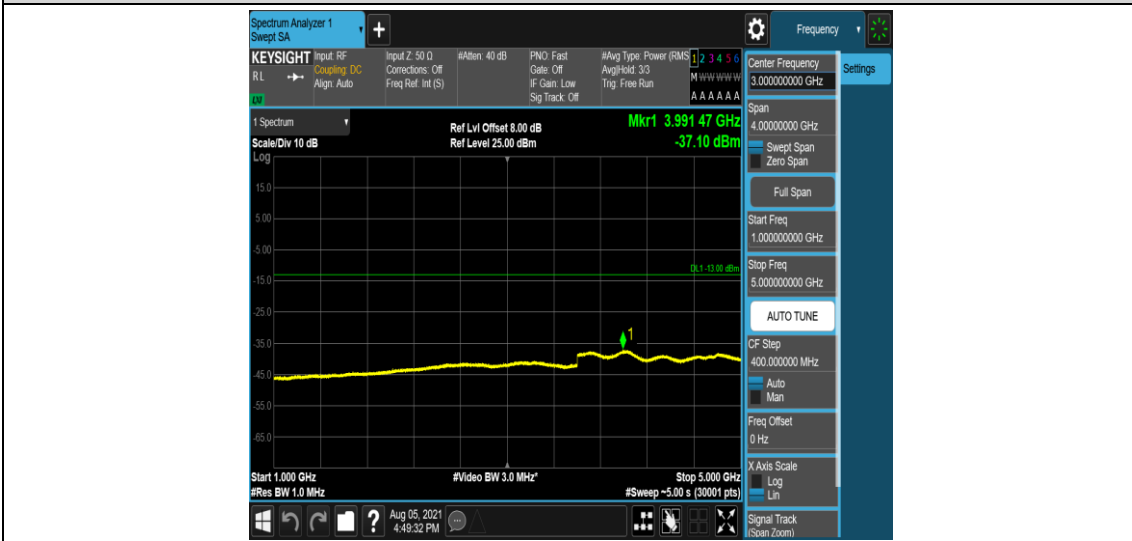 Spectrum Analyzer 1
Swept SA
+
Frequency
KEYSIGHT
RL
LNI
Input: RF
Coupling: DC
Align: Auto
Input Z: 50 Ω
Corrections: Off
Freq Ref: Int (S)
#Atten: 40 dB
PNO: Fast
Gate: Off
IF Gain: Low
Sig Track: Off
#Avg Type: Power (RMS
Avg|Hold: 3/3
Trig: Free Run
1 2 3 4 5 6
M W W W W W
A A A A A A
1 Spectrum
Scale/Div 10 dB
Log
Ref Lvl Offset 8.00 dB
Ref Level 25.00 dBm
Mkr1 3.991 47 GHz
-37.10 dBm
15.0
5.00
-5.00
-15.0
-25.0
-35.0
-45.0
-55.0
-65.0
DL1 -13.00 dBm
1
Start 1.000 GHz
#Res BW 1.0 MHz
#Video BW 3.0 MHz*
Stop 5.000 GHz
#Sweep ~5.00 s (30001 pts)
?
Aug 05, 2021
4:49:32 PM
Center Frequency
3.000000000 GHz
Settings
Span
4.00000000 GHz
Swept Span
Zero Span
Full Span
Start Freq
1.000000000 GHz
Stop Freq
5.000000000 GHz
AUTO TUNE
CF Step
400.000000 MHz
Auto
Man
Freq Offset
0 Hz
X Axis Scale
Log
Lin
Signal Track
(Span Zoom)